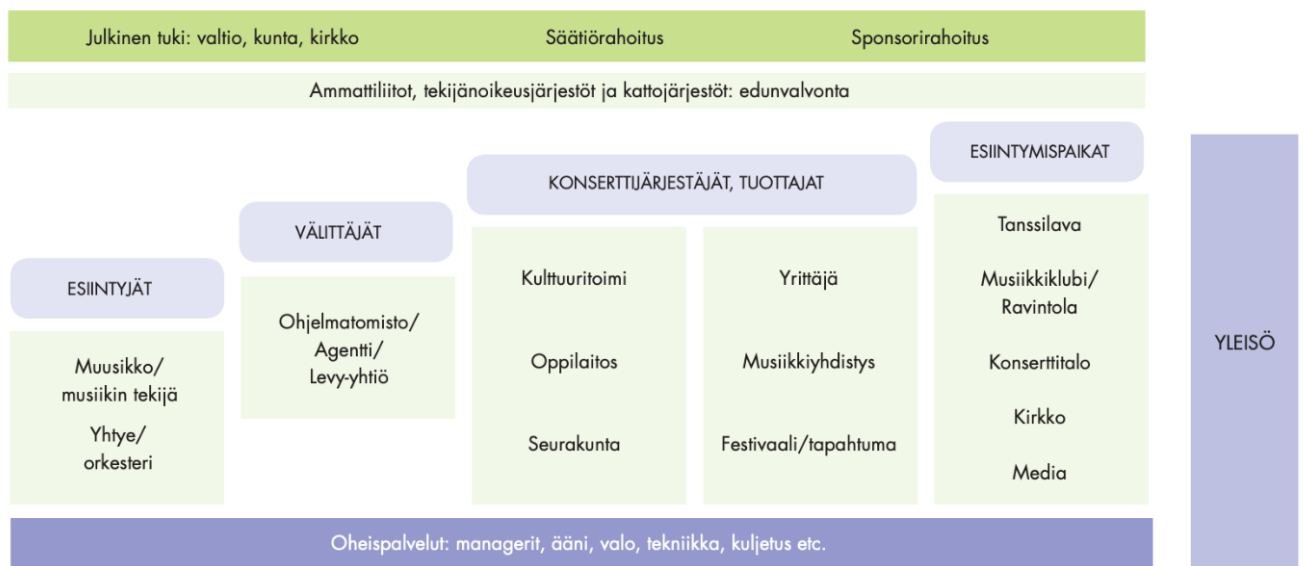 Julkinen tuki: valtio, kunta, kirkko
Säätiörahoitus
Sponsorirahoitus
Ammattiliitot, tekijänoikeusjärjestöt ja kattojärjestöt: edunvalvonta
ESIINTYJÄT
Muusikko/
musiikin tekijä
Yhtye/
orkesteri
VÄLITTÄJÄT
Ohjelmatomisto/
Agentti/
Levy-yhtiö
KONSERTTIJÄRJESTÄJÄT, TUOTTAJAT
Kulttuuritoimi
Oppilaitos
Seurakunta
Yrittäjä
Musiikkiyhdistys
Festivaali/tapahtuma
ESIINTYMISPAIKAT
Tanssilava
Musiikkiklubi/
Ravintola
Konserttitalo
Kirkko
Media
YLEISÖ
Oheispalvelut: managerit, ääni, valo, tekniikka, kuljetus etc.